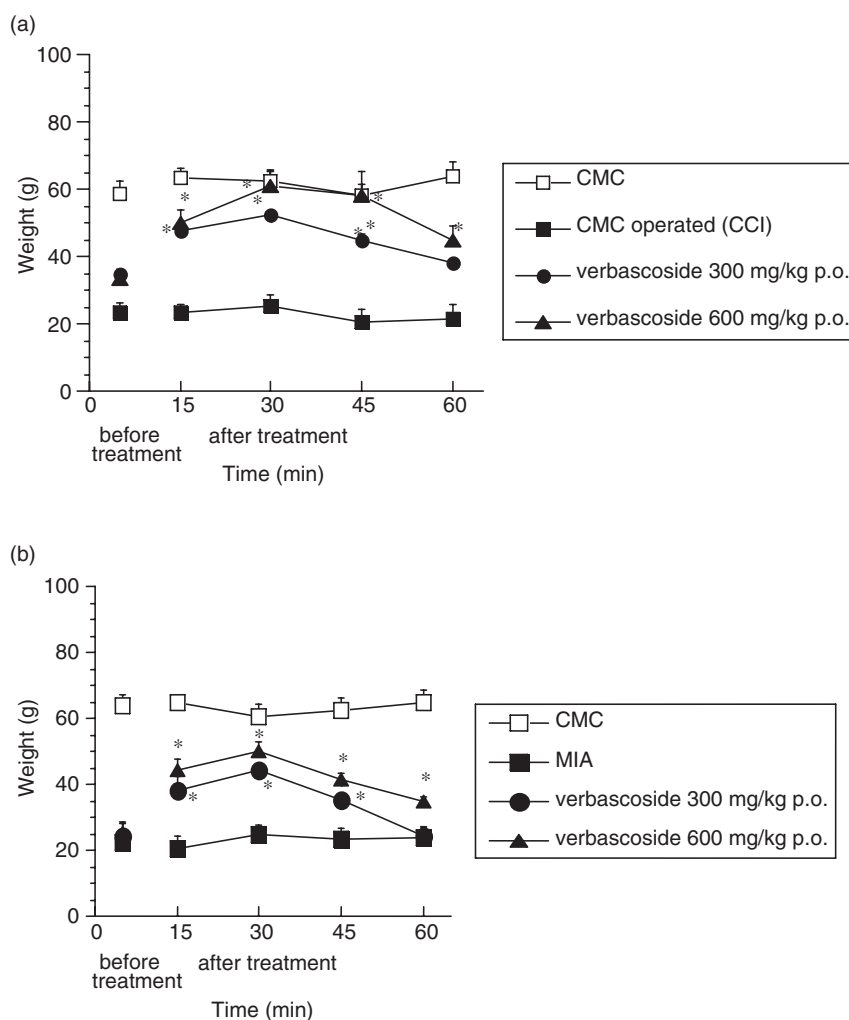 (a)
100
80
60
40
20
0
Weight (g)
0
15
30
45
60
before
treatment
after treatment
Time (min)
*
*
*
*
*
*
*
*
CMC
CMC operated (CCI)
verbascoside 300 mg/kg p.o.
verbascoside 600 mg/kg p.o.
(b)
100
80
60
40
20
0
Weight (g)
0
15
30
45
60
before
treatment
after treatment
Time (min)
*
*
*
*
*
*
*
CMC
MIA
verbascoside 300 mg/kg p.o.
verbascoside 600 mg/kg p.o.